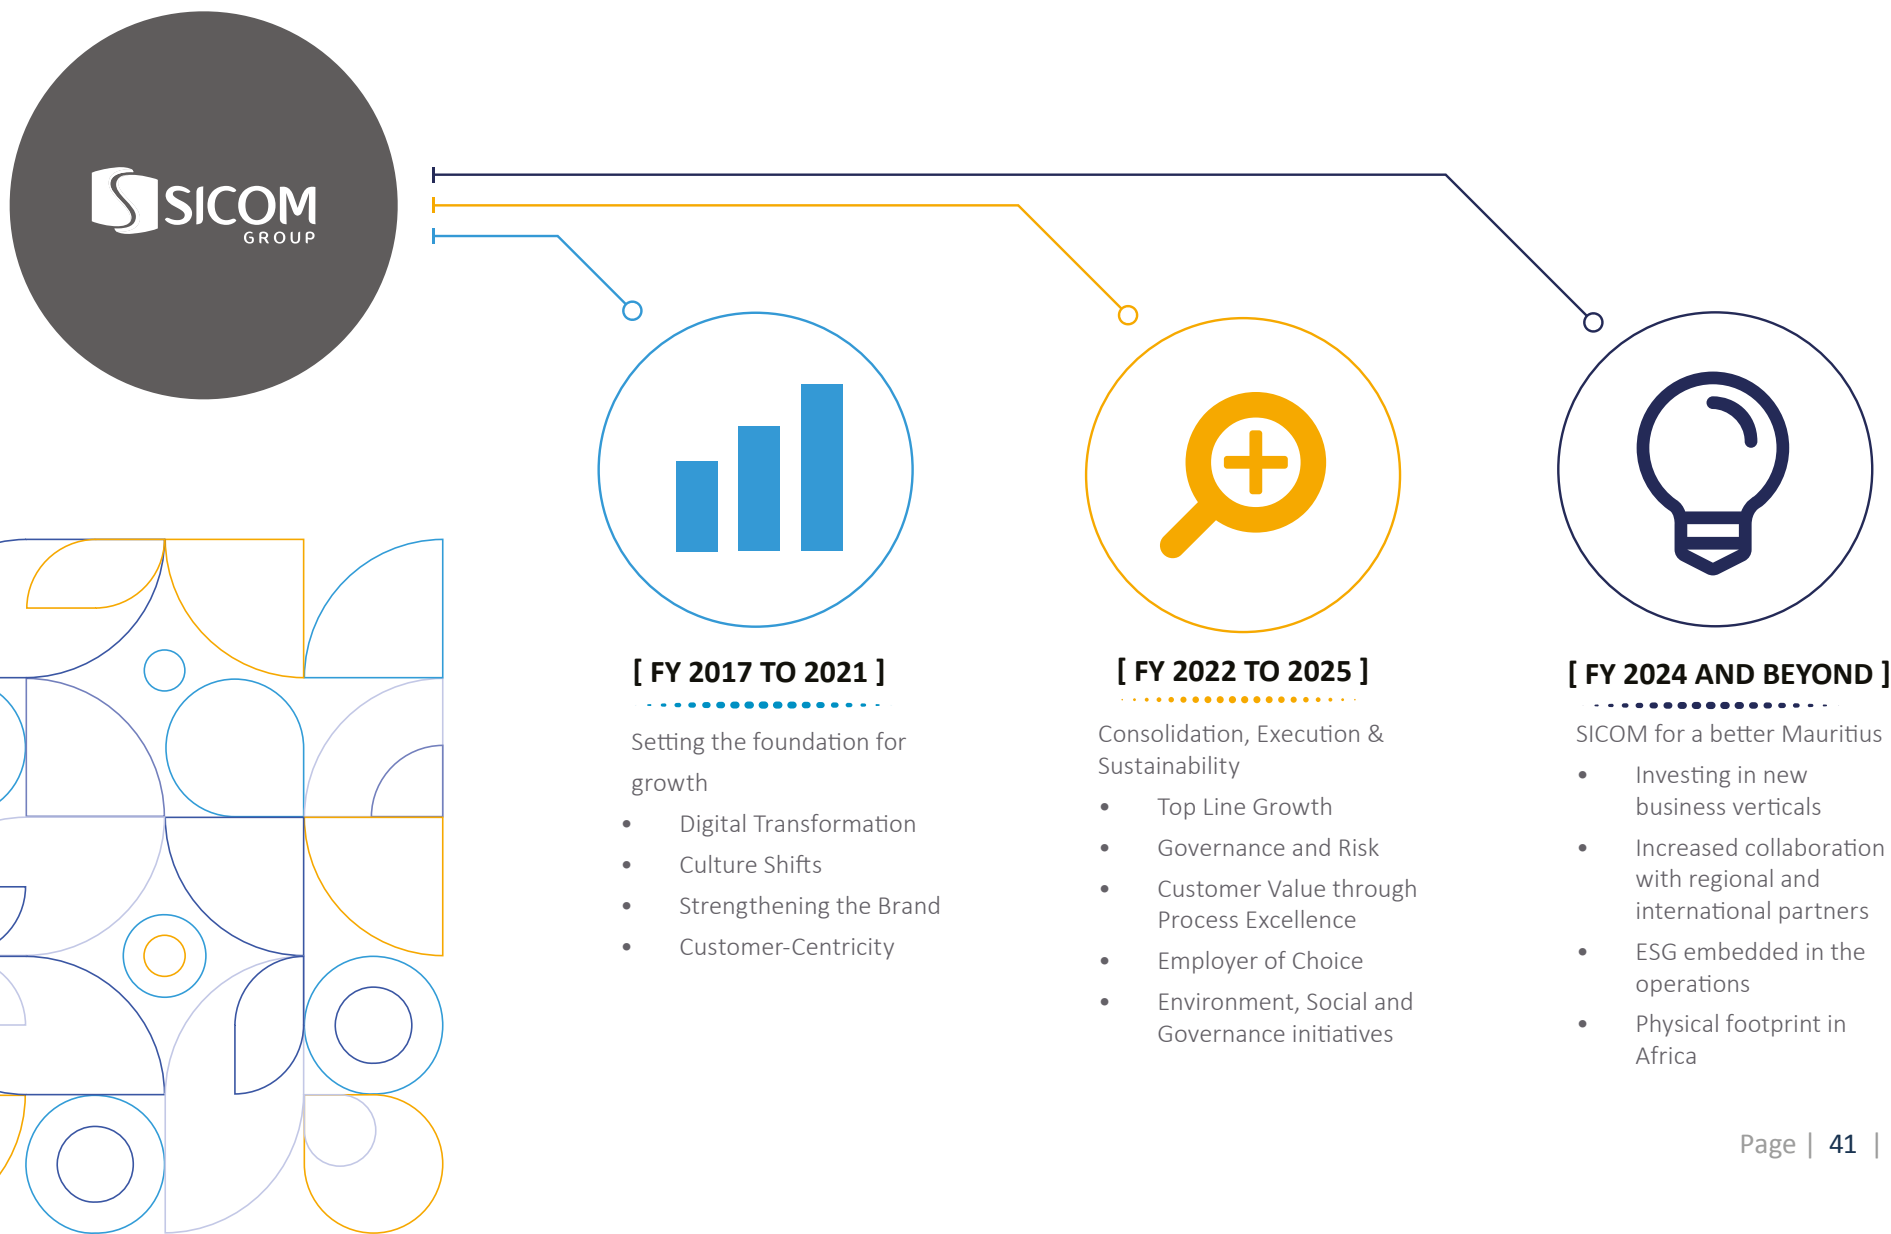 SICOM
GROUP
[ FY 2017 TO 2021 ]
Setting the foundation for
growth
• Digital Transformation
• Culture Shifts
• Strengthening the Brand
• Customer-Centricity
[ FY 2022 TO 2025 ]
Consolidation, Execution &
Sustainability
• Top Line Growth
• Governance and Risk
• Customer Value through
Process Excellence
• Employer of Choice
• Environment, Social and
Governance initiatives
[ FY 2024 AND BEYOND ]
SICOM for a better Mauritius
• Investing in new
business verticals
• Increased collaboration
with regional and
international partners
• ESG embedded in the
operations
• Physical footprint in
Africa
Page | 41 |